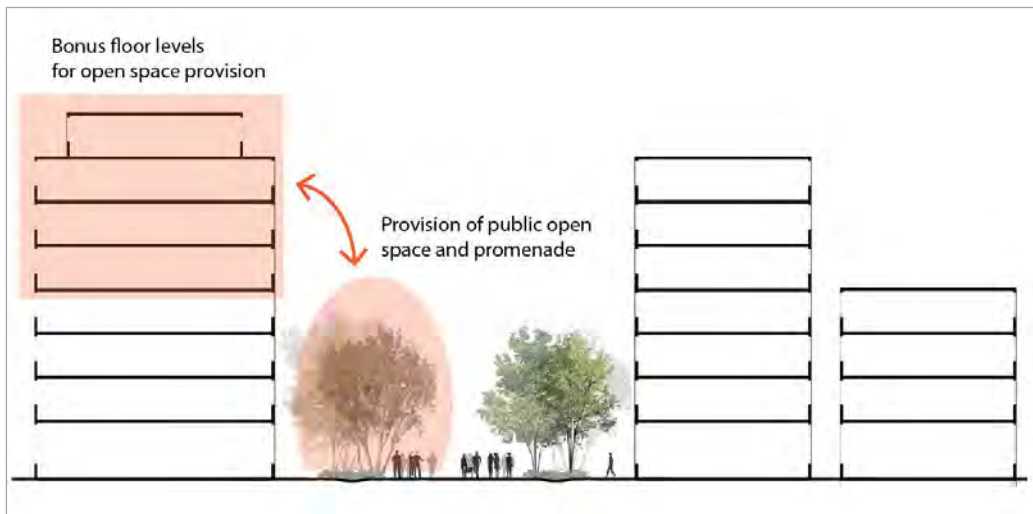 Bonus floor levels
for open space provision
Provision of public open
space and promenade